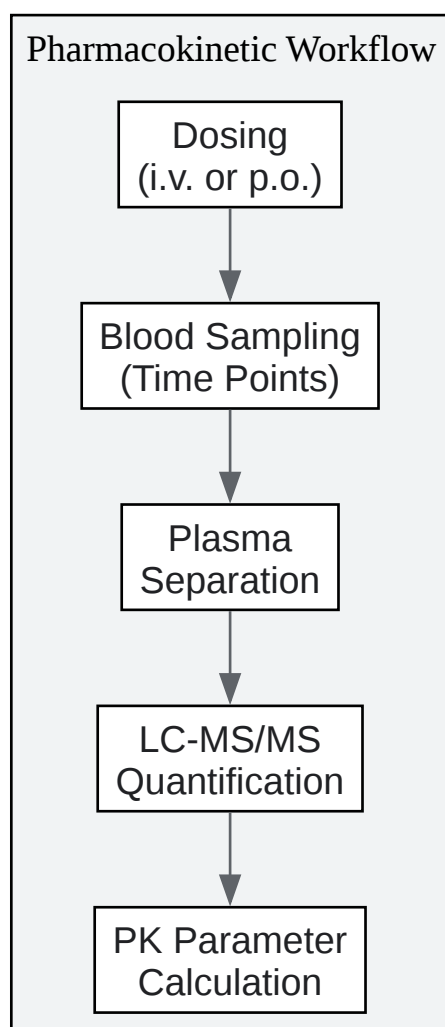 Pharmacokinetic Workflow
Dosing
(i.v. or p.o.)
Blood Sampling
(Time Points)
Plasma
Separation
LC-MS/MS
Quantification
PK Parameter
Calculation